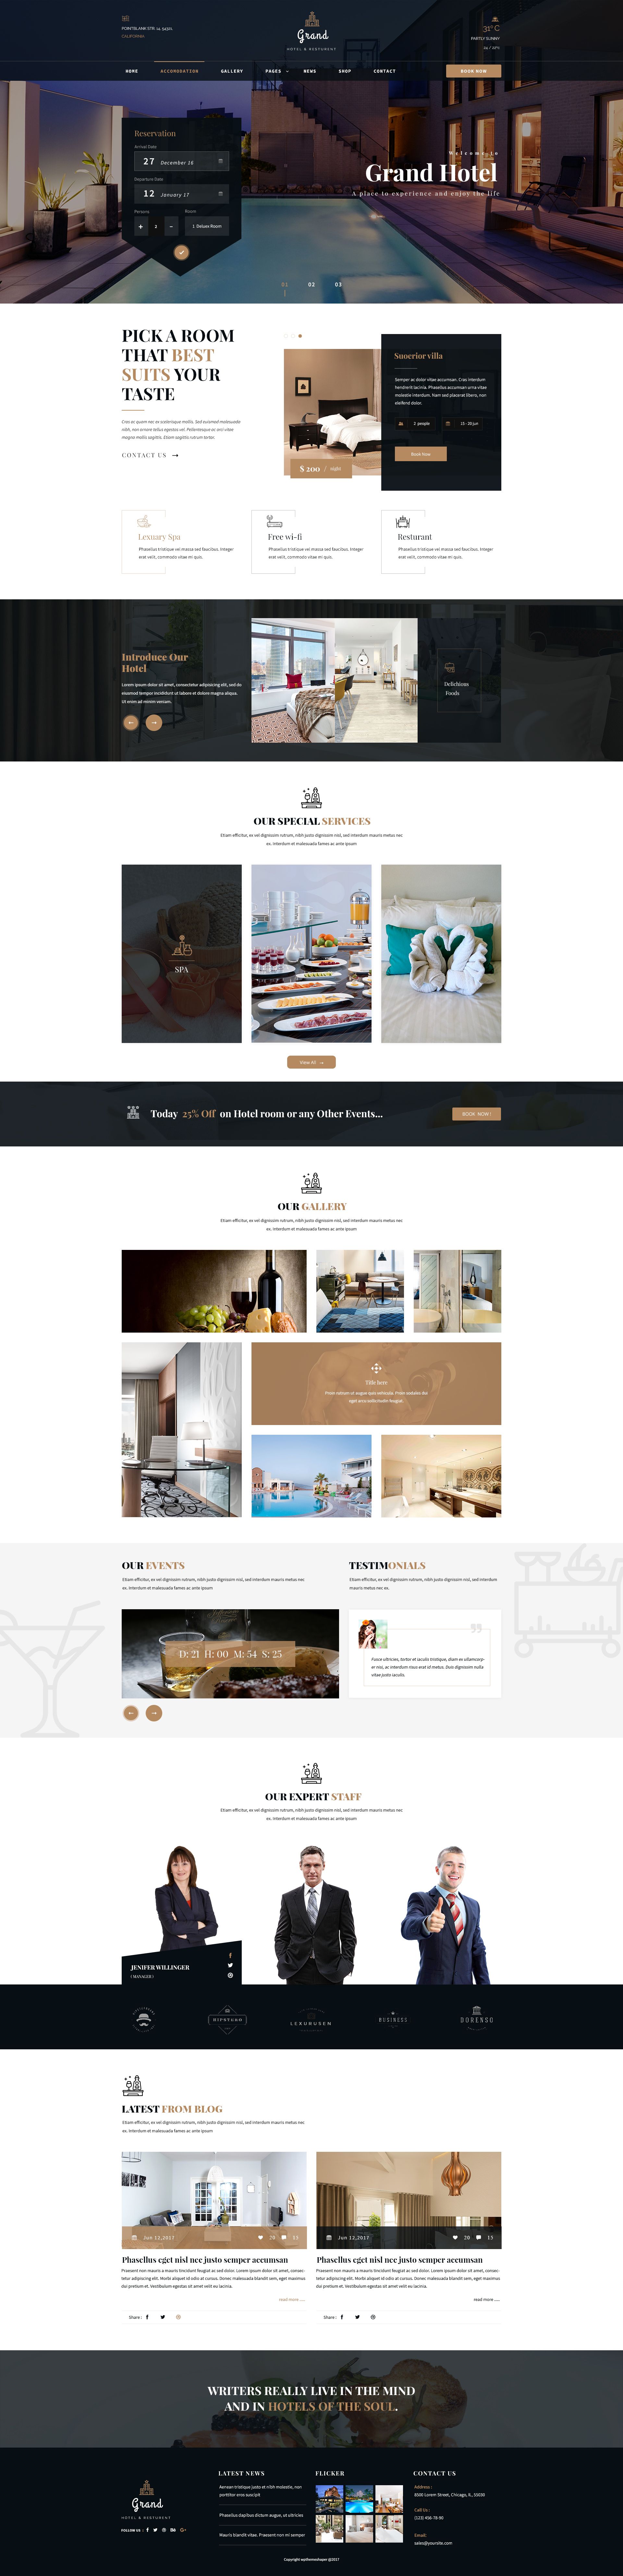 POINTBLANK STR. 14, 94321,
CALIFORNIA
Grand
HOTEL & RESTURENT
31° C
PARTLY SUNNY
24 / APY
HOME ACCOMODATION GALLERY PAGES NEWS SHOP CONTACT BOOK NOW
Reservation
Arrival Date
27 December 16
Departure Date
12 January 17
Persons Room
+ 1 - 1 Deluex Room
Welcome to
Grand Hotel
A place to experience and enjoy the life
01 02 03
PICK A ROOM
THAT BEST
SUITS YOUR
TASTE
Cras ac quam nec ex scelerisque mollis. Sed euismod malesuada
nibh, non ornare tellus egestas vel. Pellentesque ac orci vitae
magna mollis sagittis. Etiam sagittis rutrum tortor.
CONTACT US
Suoerior villa
Semper ac dolor vitae accumsan. Cras interdum
hendrerit lacinia. Phasellus accumsan urna vitae
molestie interdum. Nam sed placerat libero, non
eleifend dolor.
2 people 15 - 20 jun
Book Now
$ 200 / night
Lexuary Spa
Phasellus tristique vel massa sed faucibus. Integer
erat velit, commodo vitae mi quis.
Free wi-fi
Phasellus tristique vel massa sed faucibus. Integer
erat velit, commodo vitae mi quis.
Resturant
Phasellus tristique vel massa sed faucibus. Integer
erat velit, commodo vitae mi quis.
Introduce Our
Hotel
Lorem ipsum dolor sit amet, consectetur adipisicing elit, sed do
eiusmod tempor incididunt ut labore et dolore magna aliqua.
Ut enim ad minim veniam.
Delichious
Foods
OUR SPECIAL SERVICES
Etiam efficitur, ex vel dignissim rutrum, nibh justo dignissim nisl, sed interdum mauris metus nec
ex. Interdum et malesuada fames ac ante ipsum
SPA
View All
Today 25% Off on Hotel room or any Other Events...
BOOK NOW !
OUR GALLERY
Etiam efficitur, ex vel dignissim rutrum, nibh justo dignissim nisl, sed interdum mauris metus nec
ex. Interdum et malesuada fames ac ante ipsum
Title here
Proin rutrum ut augue quis vehicula. Proin sodales dui
eget arcu sollicitudin feugiat.
OUR EVENTS
Etiam efficitur, ex vel dignissim rutrum, nibh justo dignissim nisl, sed interdum mauris metus nec
ex. Interdum et malesuada fames ac ante ipsum
D: 21 H: 00 M: 54 S: 25
TESTIMONIALS
Etiam efficitur, ex vel dignissim rutrum, nibh justo dignissim nisl, sed interdum
mauris metus nec ex.
Fusce ultricies, tortor et iaculis tristique, diam ex ullamcorp-
er nisi, ac interdum risus erat id metus. Duis dignissim nulla
vitae justo iaculis.
OUR EXPERT STAFF
Etiam efficitur, ex vel dignissim rutrum, nibh justo dignissim nisl, sed interdum mauris metus nec
ex. Interdum et malesuada fames ac ante ipsum
JENIFER WILLINGER
( MANAGER )
HIPSTUGO
LEXURUSEN
BUSINESS
DORENSO
LATEST FROM BLOG
Etiam efficitur, ex vel dignissim rutrum, nibh justo dignissim nisl, sed interdum mauris metus nec
ex. Interdum et malesuada fames ac ante ipsum
Jun 12,2017 20 15
Phasellus eget nisl nec justo semper accumsan
Praesent non mauris a mauris tincidunt feugiat ac sed dolor. Lorem ipsum dolor sit amet, consec-
tetur adipiscing elit. Morbi aliquet id odio at cursus. Donec malesuada blandit sem, eget maximus
dui pretium et. Vestibulum egestas sit amet velit eu lacinia.
read more ....
Share :
Jun 12,2017 20 15
Phasellus eget nisl nec justo semper accumsan
Praesent non mauris a mauris tincidunt feugiat ac sed dolor. Lorem ipsum dolor sit amet, consec-
tetur adipiscing elit. Morbi aliquet id odio at cursus. Donec malesuada blandit sem, eget maximus
dui pretium et. Vestibulum egestas sit amet velit eu lacinia.
read more ....
Share :
WRITERS REALLY LIVE IN THE MIND
AND IN HOTELS OF THE SOUL.
Grand
HOTEL & RESTURENT
FOLLOW US :
LATEST NEWS
Aenean tristique justo et nibh molestie, non
porttitor eros suscipit
Phasellus dapibus dictum augue, ut ultricies
Mauris blandit vitae. Praesent non mi semper
FLICKER
CONTACT US
Address :
8500 Lorem Street, Chicago, IL, 55030
Call Us :
(123) 456-78-90
Email:
sales@yoursite.com
Copyright wpthemeshaper @2017